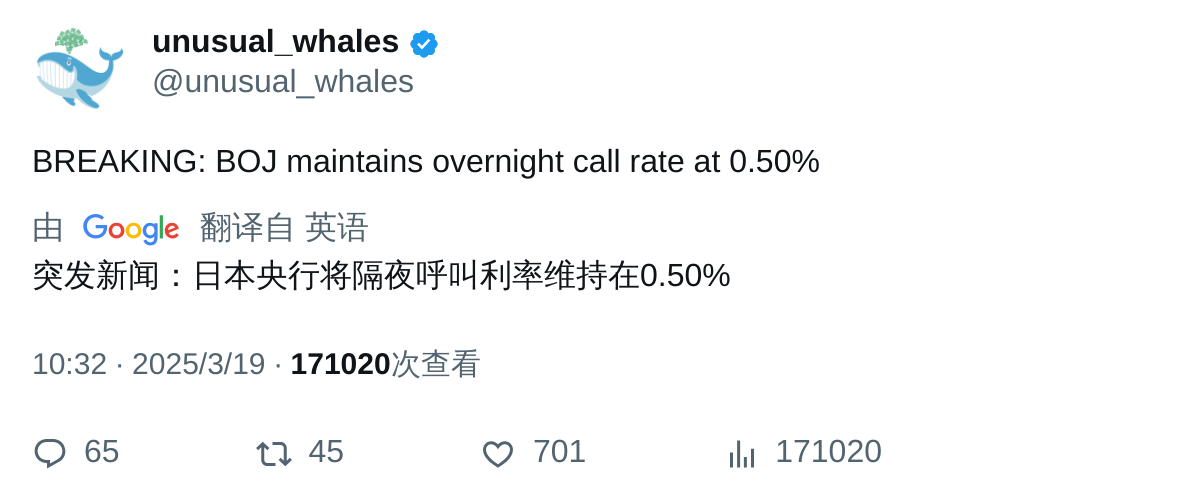 unusual_whales
@unusual_whales
BREAKING: BOJ maintains overnight call rate at 0.50%
由 Google 翻译自 英语
突发新闻：日本央行将隔夜呼叫利率维持在0.50%
10:32 · 2025/3/19 · 171020次查看
65 45 701 171020